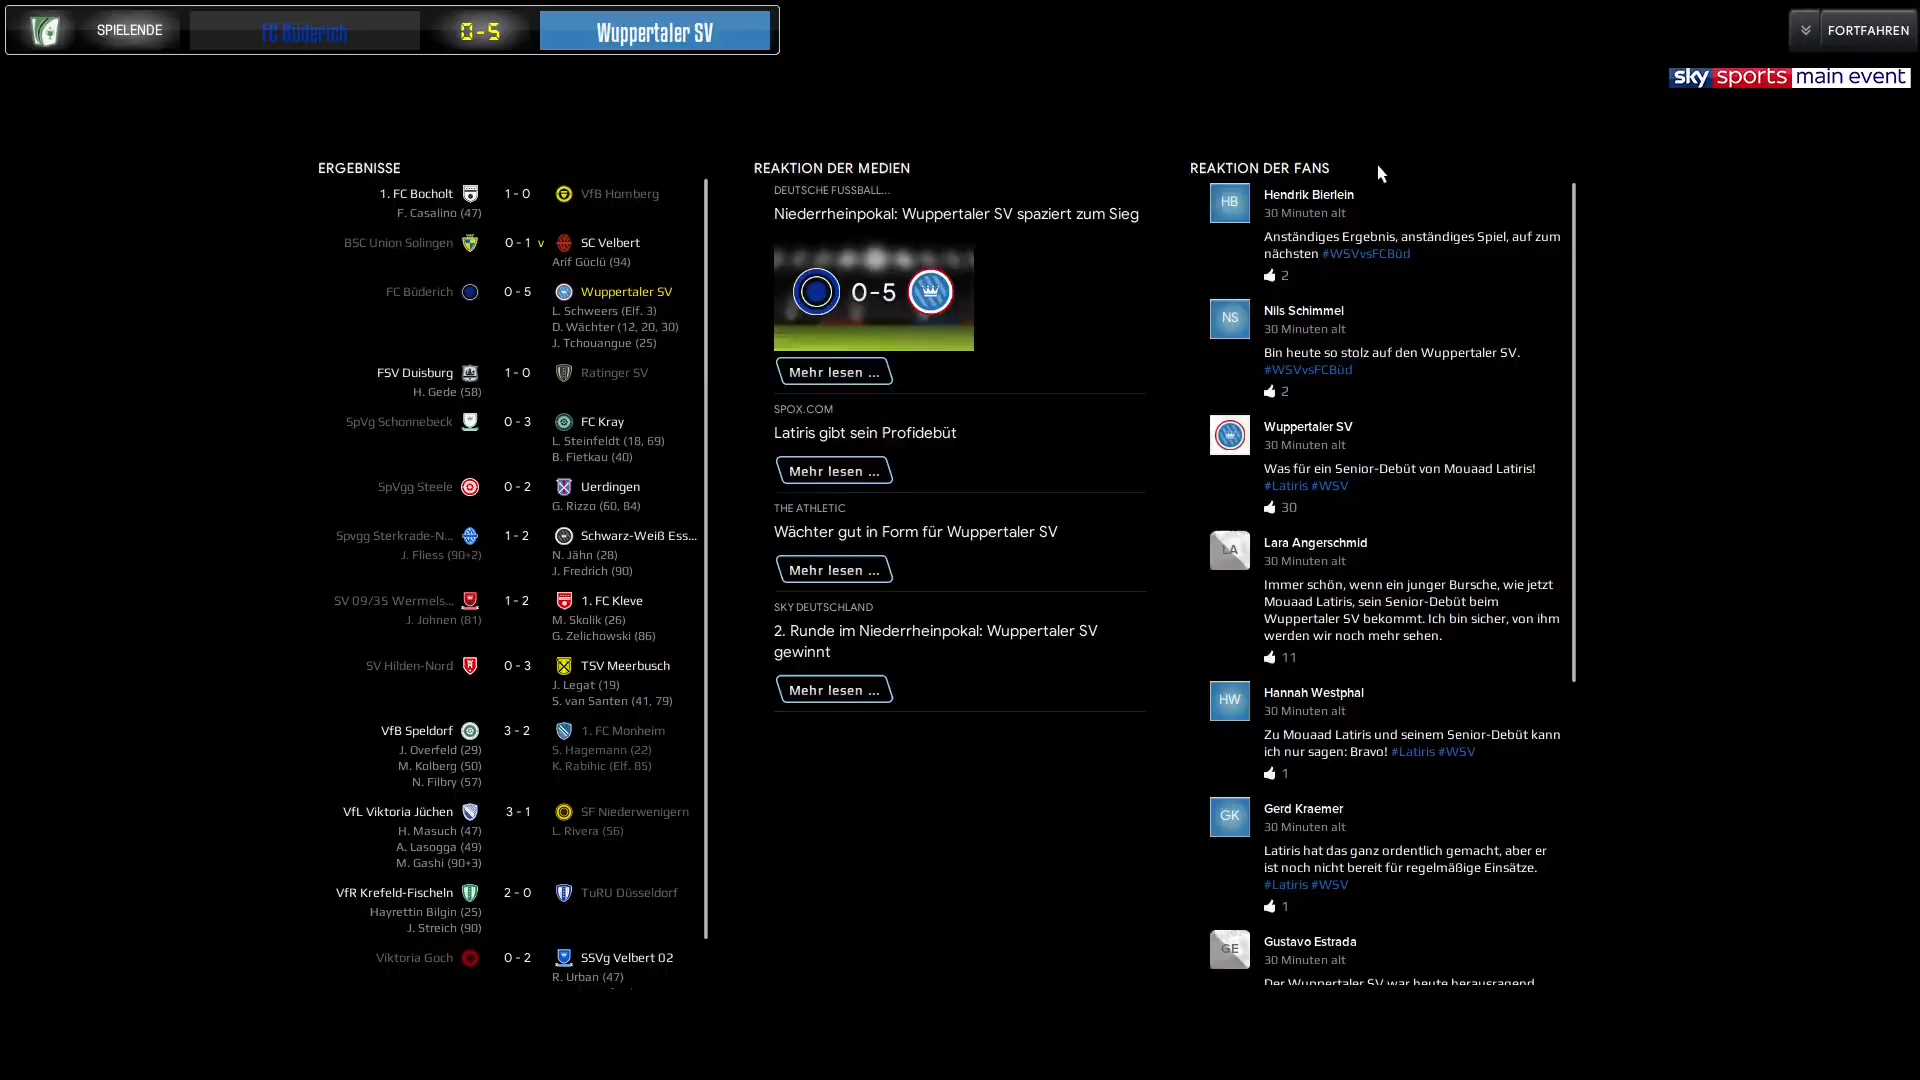 SPIELENDE
FC Büderich
0-5
Wuppertaler SV
FORTFAHREN
sky sports main event
ERGEBNISSE
1. FC Bocholt 1 - 0 VfB Homberg
F. Casalino (47)
BSC Union Solingen 0 - 1 v SC Velbert
Arif Güclü (94)
FC Büderich 0 - 5 Wuppertaler SV
L. Schweers (Elf. 3)
D. Wächter (12, 20, 30)
J. Tchouangue (25)
FSV Duisburg 1 - 0 Ratinger SV
H. Gede (58)
SpVg Schonnebeck 0 - 3 FC Kray
L. Steinfeldt (18, 69)
B. Fietkau (40)
SpVgg Steele 0 - 2 Uerdingen
G. Rizzo (60, 84)
Spvgg Sterkrade-N... 1 - 2 Schwarz-Weiß Ess...
J. Fliess (90+2) N. Jähn (28)
J. Fredrich (90)
SV 09/35 Wermels... 1 - 2 1. FC Kleve
J. Johnen (81) M. Skolik (26)
G. Zelichowski (86)
SV Hilden-Nord 0 - 3 TSV Meerbusch
J. Legat (19)
S. van Santen (41, 79)
VfB Speldorf 3 - 2 1. FC Monheim
J. Overfeld (29) S. Hagemann (22)
M. Kolberg (50) K. Rabihic (Elf. 85)
N. Filbry (57)
VfL Viktoria Jüchen 3 - 1 SF Niederwenigern
H. Masuch (47) L. Rivera (56)
A. Lasogga (49)
M. Gashi (90+3)
VfR Krefeld-Fischeln 2 - 0 TuRU Düsseldorf
Hayrettin Bilgin (25)
J. Streich (90)
Viktoria Goch 0 - 2 SSVg Velbert 02
R. Urban (47)
REAKTION DER MEDIEN
DEUTSCHE FUSSBALL...
Niederrheinpokal: Wuppertaler SV spaziert zum Sieg
0-5
Mehr lesen ...
SPOX.COM
Latiris gibt sein Profidebüt
Mehr lesen ...
THE ATHLETIC
Wächter gut in Form für Wuppertaler SV
Mehr lesen ...
SKY DEUTSCHLAND
2. Runde im Niederrheinpokal: Wuppertaler SV
gewinnt
Mehr lesen ...
REAKTION DER FANS
HB
Hendrik Bierlein
30 Minuten alt
Anständiges Ergebnis, anständiges Spiel, auf zum
nächsten #WSVvsFCBüd
2
NS
Nils Schimmel
30 Minuten alt
Bin heute so stolz auf den Wuppertaler SV.
#WSVvsFCBüd
2
Wuppertaler SV
30 Minuten alt
Was für ein Senior-Debüt von Mouaad Latiris!
#Latiris #WSV
30
LA
Lara Angerschmid
30 Minuten alt
Immer schön, wenn ein junger Bursche, wie jetzt
Mouaad Latiris, sein Senior-Debüt beim
Wuppertaler SV bekommt. Ich bin sicher, von ihm
werden wir noch mehr sehen.
11
HW
Hannah Westphal
30 Minuten alt
Zu Mouaad Latiris und seinem Senior-Debüt kann
ich nur sagen: Bravo! #Latiris #WSV
1
GK
Gerd Kraemer
30 Minuten alt
Latiris hat das ganz ordentlich gemacht, aber er
ist noch nicht bereit für regelmäßige Einsätze.
#Latiris #WSV
1
GE
Gustavo Estrada
30 Minuten alt
Der Wuppertaler SV war heute herausragend